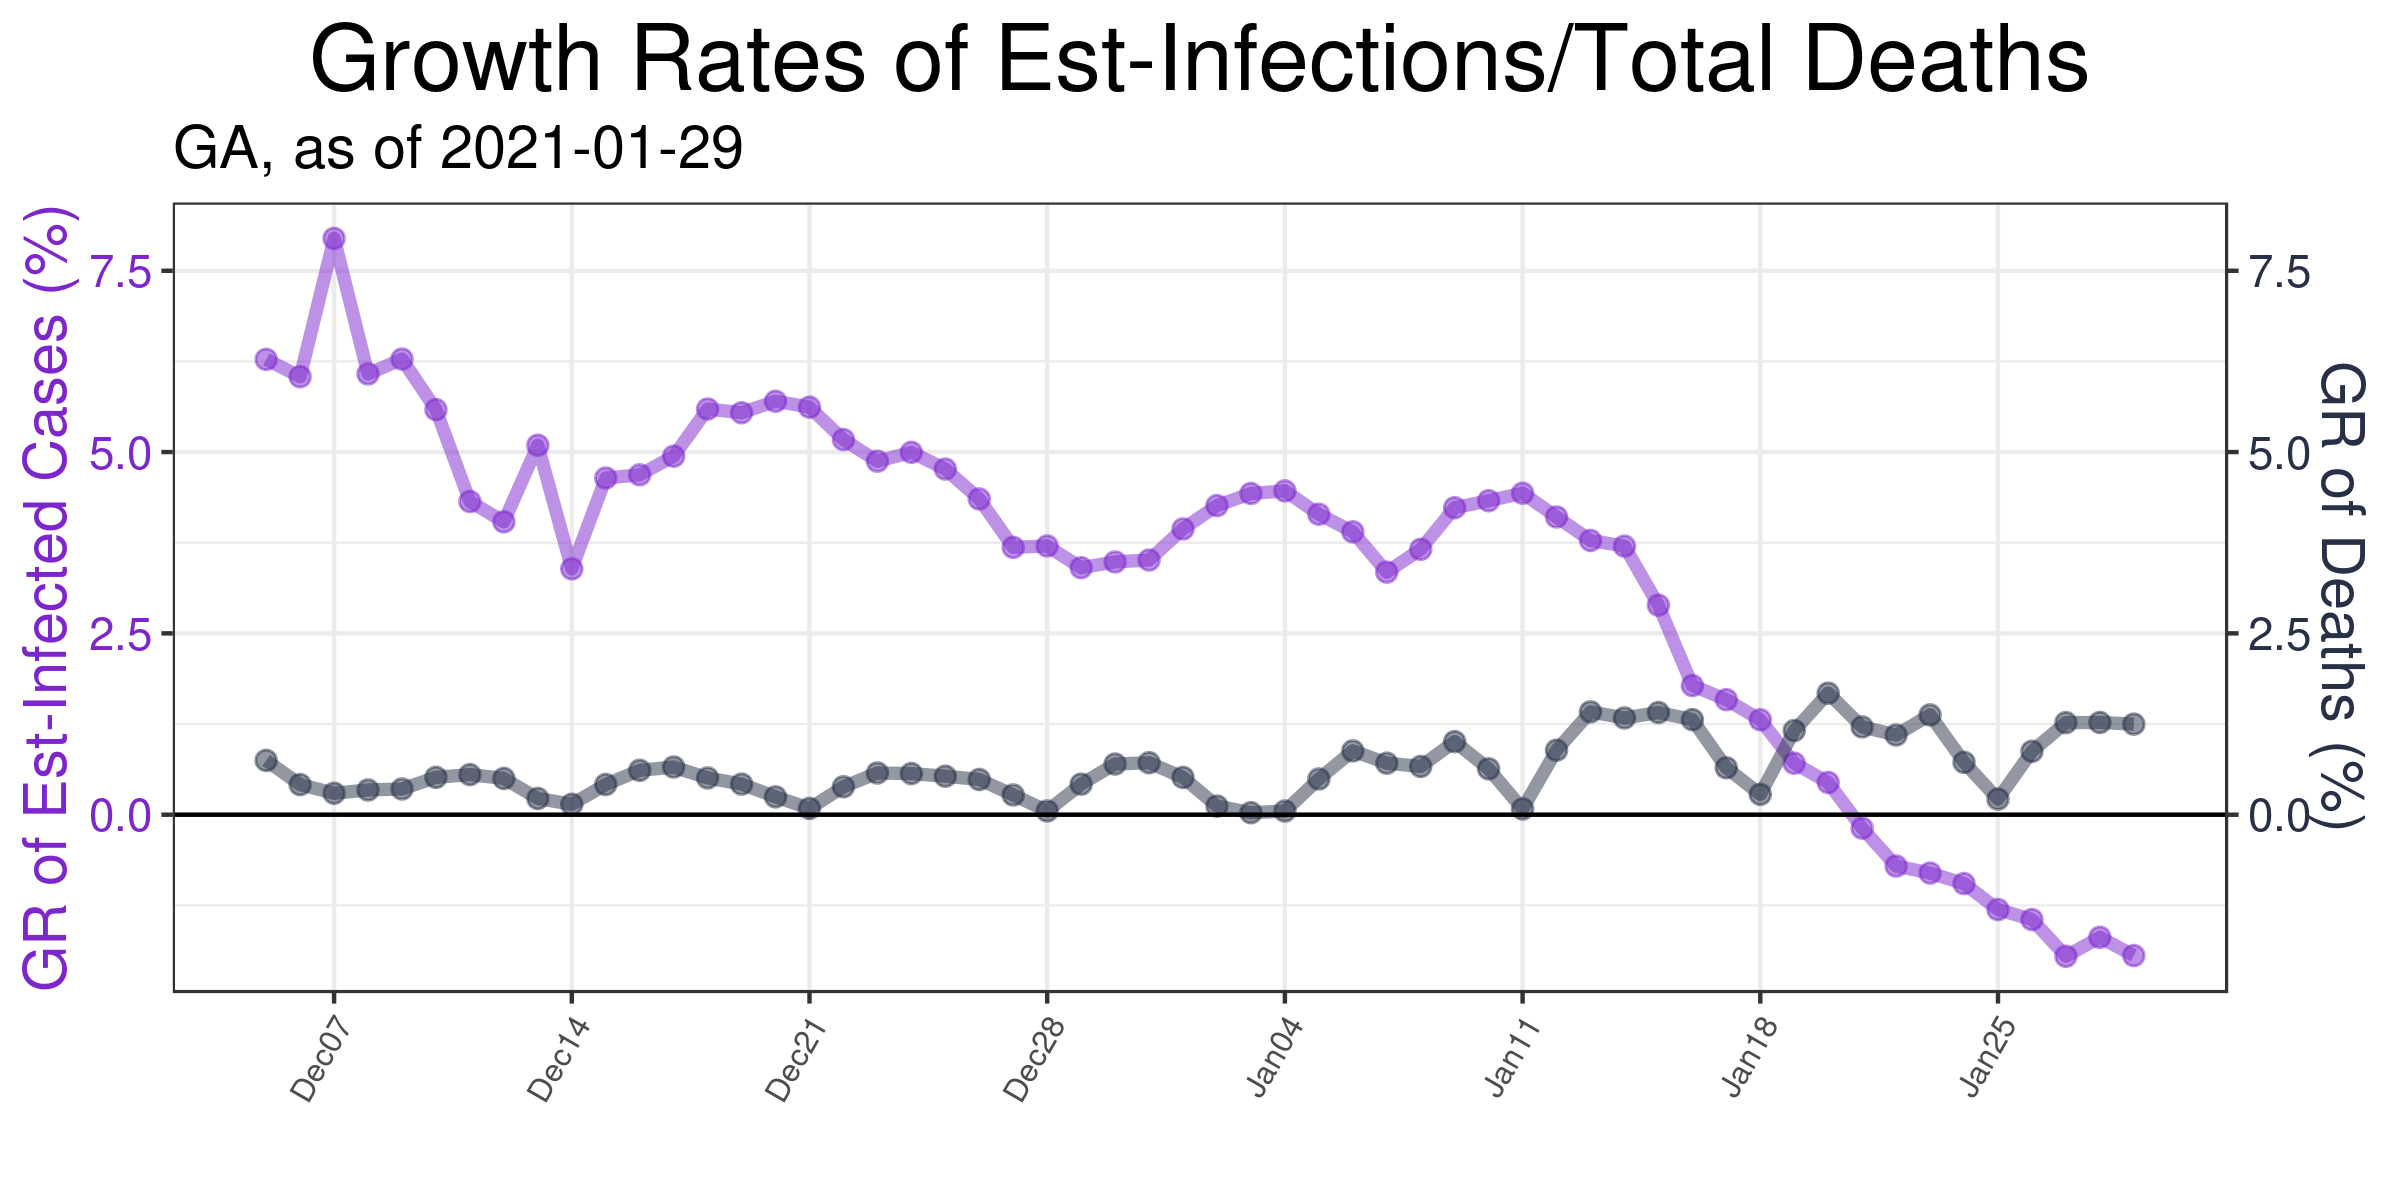 Growth Rates of Est-Infections/Total Deaths
GA, as of 2021-01-29
GR of Est-Infected Cases (%)
7.5
5.0
2.5
0.0
7.5
5.0
2.5
0.0
GR of Deaths (%)
Dec07
Dec14
Dec21
Dec28
Jan04
Jan11
Jan18
Jan25